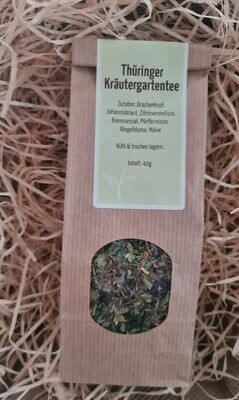 Thüringer
Kräutergartentee
Zutaten: Drachenkopf,
Johanniskraut, Zitronenmelisse,
Brennnessel, Pfefferminze,
Ringelblume, Malve
Kühl & trocken lagern.
Inhalt: 40g